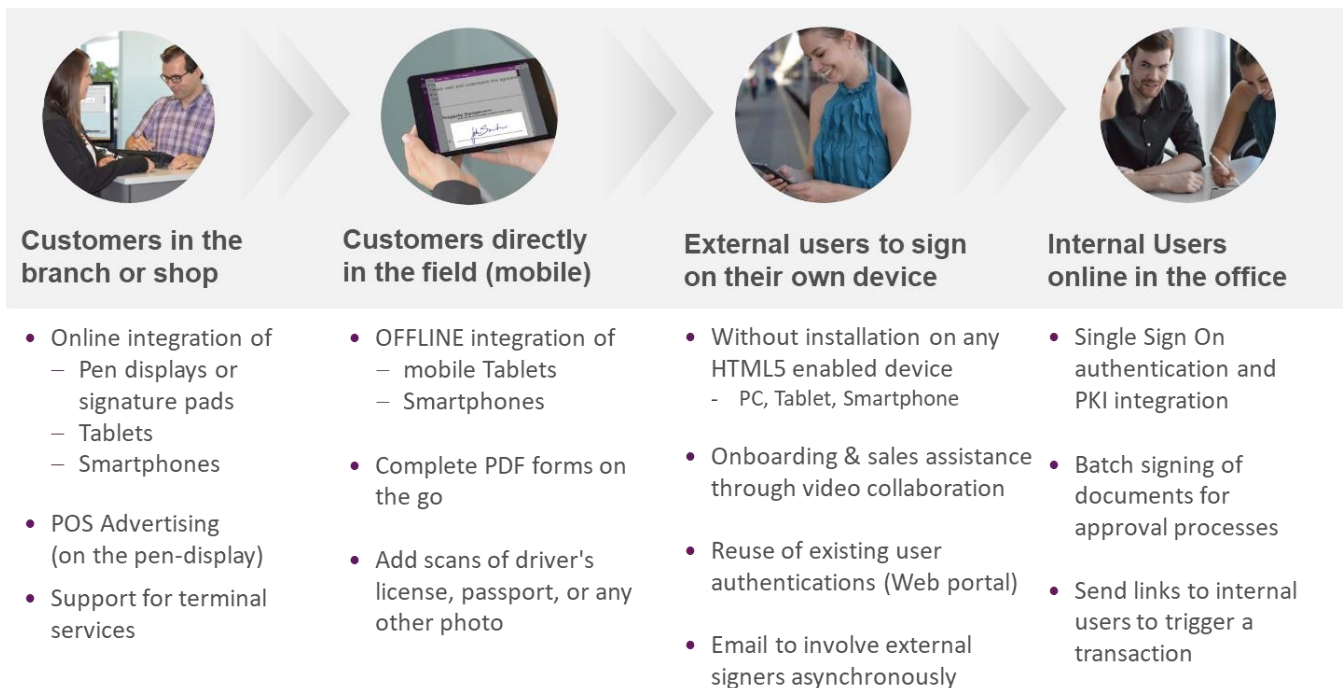 Customers in the
branch or shop
• Online integration of
– Pen displays or
signature pads
– Tablets
– Smartphones
• POS Advertising
(on the pen-display)
• Support for terminal
services
Customers directly
in the field (mobile)
• OFFLINE integration of
– mobile Tablets
– Smartphones
• Complete PDF forms on
the go
• Add scans of driver's
license, passport, or any
other photo
External users to sign
on their own device
• Without installation on any
HTML5 enabled device
- PC, Tablet, Smartphone
• Onboarding & sales assistance
through video collaboration
• Reuse of existing user
authentications (Web portal)
• Email to involve external
signers asynchronously
Internal Users
online in the office
• Single Sign On
authentication and
PKI integration
• Batch signing of
documents for
approval processes
• Send links to internal
users to trigger a
transaction